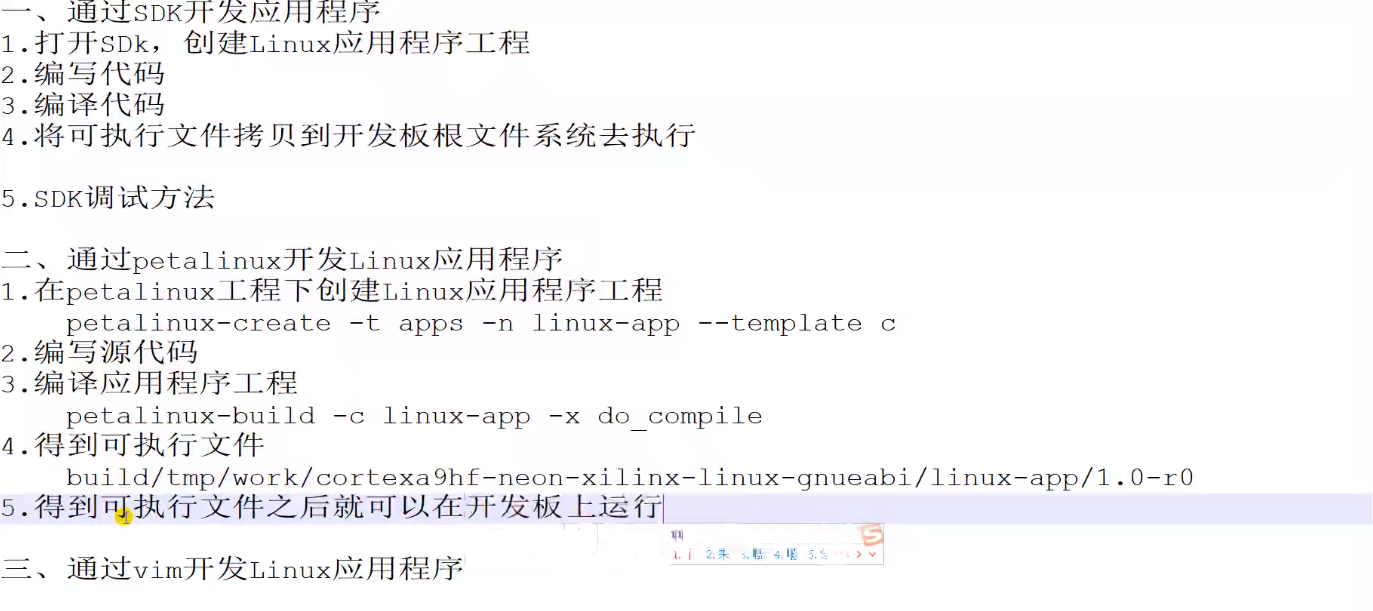 一、通过SDK开发应用程序
1.打开SDk，创建Linux应用程序工程
2.编写代码
3.编译代码
4.将可执行文件拷贝到开发板根文件系统去执行
5.SDK调试方法
二、通过petalinux开发Linux应用程序
1.在petalinux工程下创建Linux应用程序工程
petalinux-create -t apps -n linux-app --template c
2.编写源代码
3.编译应用程序工程
petalinux-build -c linux-app -x do_compile
4.得到可执行文件
build/tmp/work/cortexa9hf-neon-xilinx-linux-gnueabi/linux-app/1.0-r0
5.得到可执行文件之后就可以在开发板上运行
三、通过vim开发Linux应用程序